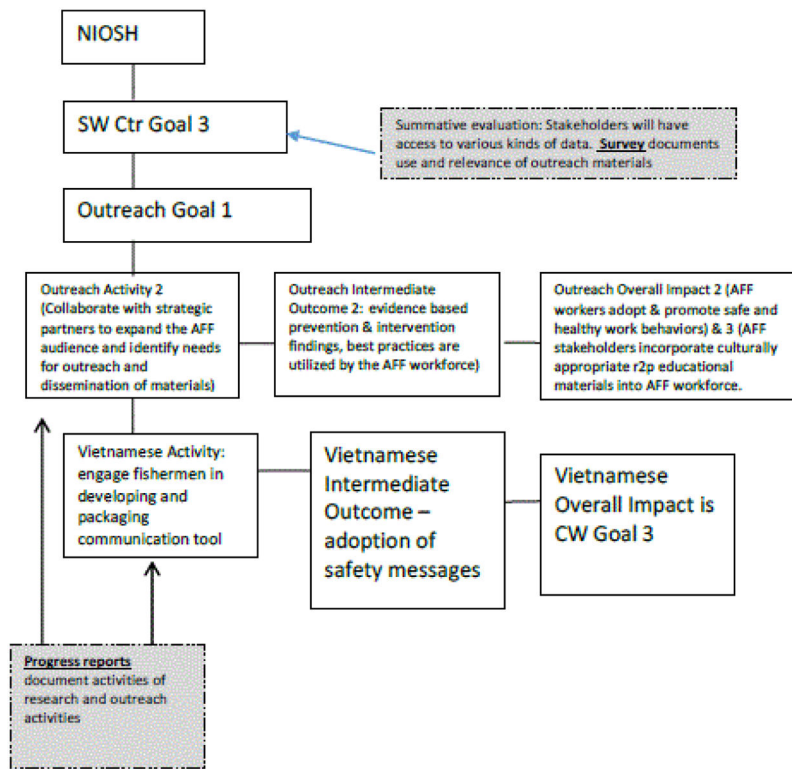 NIOSH
SW Ctr Goal 3
Summative evaluation: Stakeholders will have
access to various kinds of data. Survey documents
use and relevance of outreach materials
Outreach Goal 1
Outreach Activity 2
(Collaborate with strategic
partners to expand the AFF
audience and identify needs
for outreach and
dissemination of materials)
Outreach Intermediate
Outcome 2: evidence based
prevention & intervention
findings, best practices are
utilized by the AFF workforce)
Outreach Overall Impact 2 (AFF
workers adopt & promote safe and
healthy work behaviors) & 3 (AFF
stakeholders incorporate culturally
appropriate r2p educational
materials into AFF workforce.
Vietnamese Activity:
engage fishermen in
developing and
packaging
communication tool
Vietnamese
Intermediate
Outcome –
adoption of
safety messages
Vietnamese
Overall Impact is
CW Goal 3
Progress reports
document activities of
research and outreach
activities